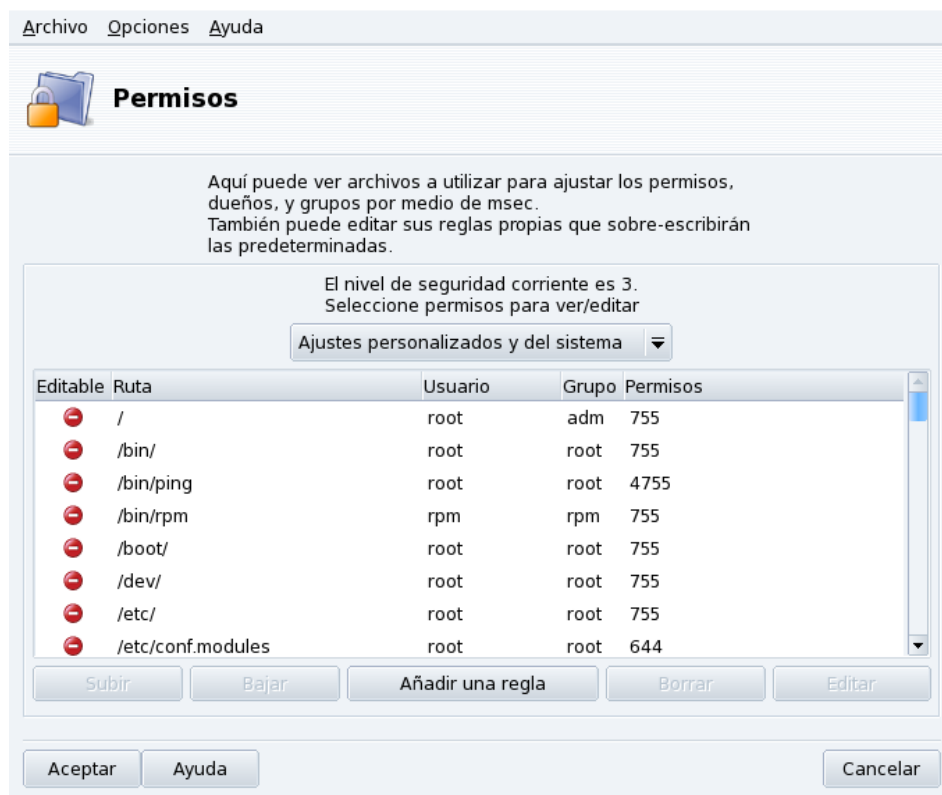 Archivo Opciones Ayuda
Permisos
Aquí puede ver archivos a utilizar para ajustar los permisos,
dueños, y grupos por medio de msec.
También puede editar sus reglas propias que sobre-escribirán
las predeterminadas.
El nivel de seguridad corriente es 3.
Seleccione permisos para ver/editar
Ajustes personalizados y del sistema
Editable Ruta Usuario Grupo Permisos
/ root adm 755
/bin/ root root 755
/bin/ping root root 4755
/bin/rpm rpm rpm 755
/boot/ root root 755
/dev/ root root 755
/etc/ root root 755
/etc/conf.modules root root 644
Subir Bajar Añadir una regla Borrar Editar
Aceptar Ayuda Cancelar